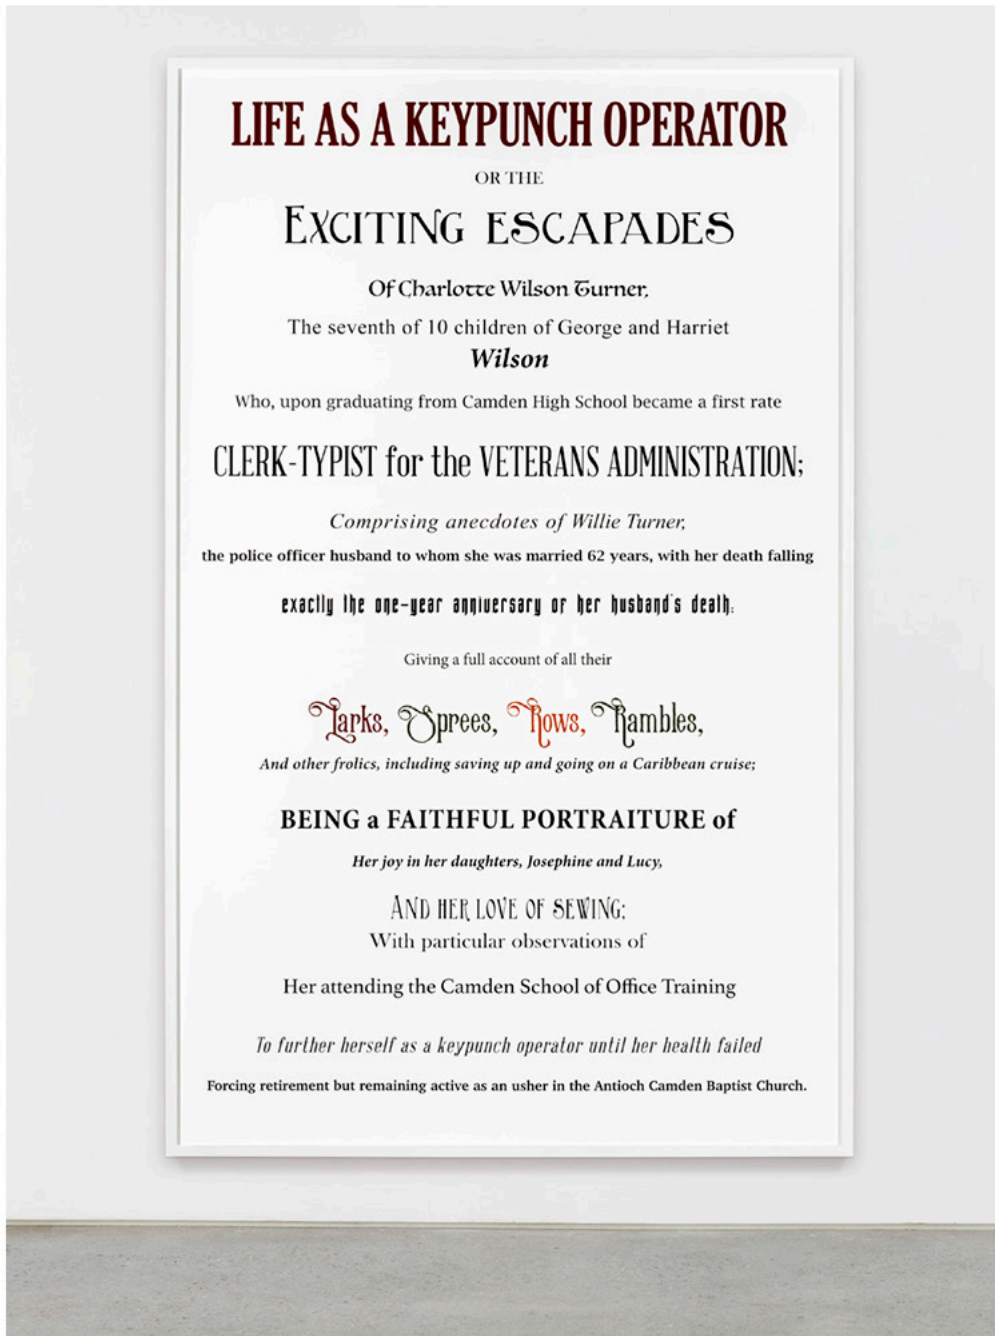 LIFE AS A KEYPUNCH OPERATOR
OR THE
EXCITING ESCAPADES
Of Charlotte Wilson Turner,
The seventh of 10 children of George and Harriet
Wilson
Who, upon graduating from Camden High School became a first rate
CLERK-TYPIST for the VETERANS ADMINISTRATION;
Comprising anecdotes of Willie Turner,
the police officer husband to whom she was married 62 years, with her death falling
exactly the one-year anniversary of her husband's death;
Giving a full account of all their
Larks, Sprees, Rows, Rambles,
And other frolics, including saving up and going on a Caribbean cruise;
BEING a FAITHFUL PORTRAITURE of
Her joy in her daughters, Josephine and Lucy,
AND HER LOVE OF SEWING;
With particular observations of
Her attending the Camden School of Office Training
To further herself as a keypunch operator until her health failed
Forcing retirement but remaining active as an usher in the Antioch Camden Baptist Church.